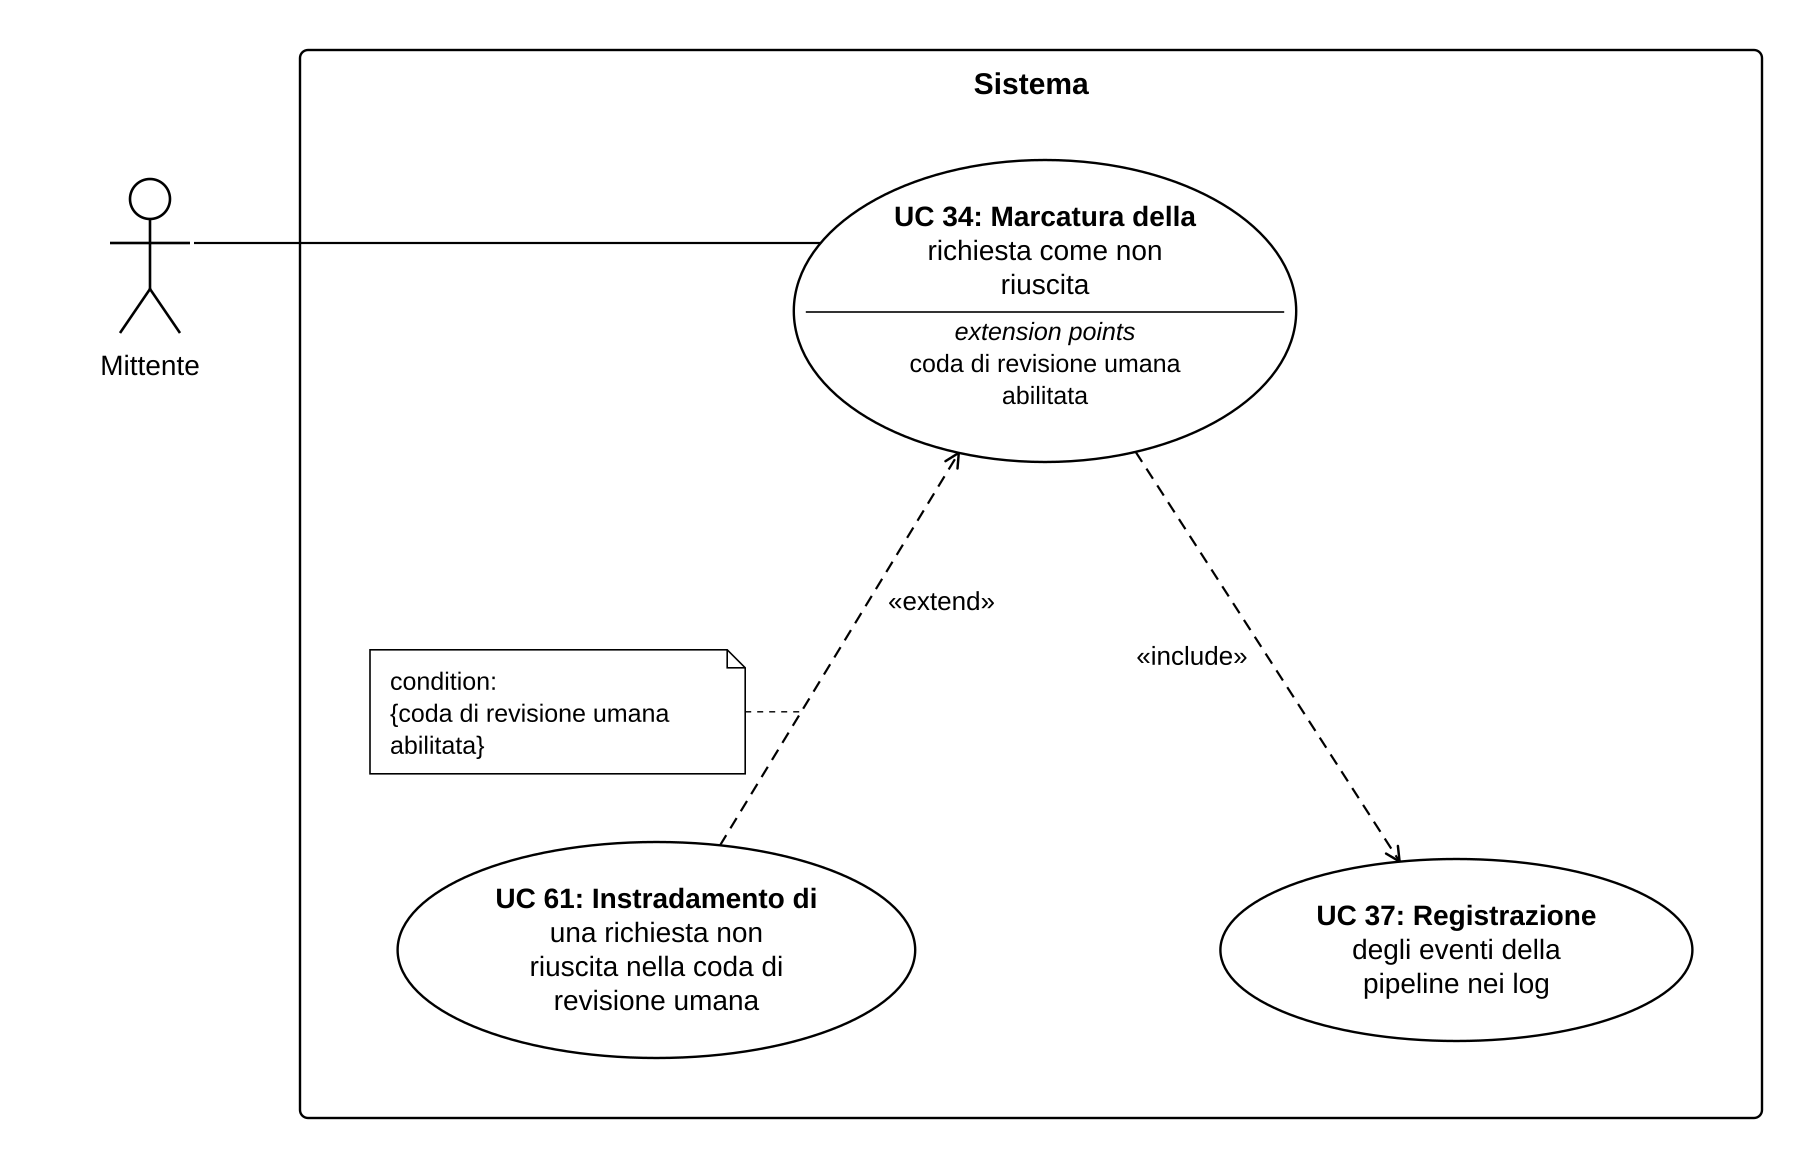 Sistema
Mittente
UC 34: Marcatura della
richiesta come non
riuscita
extension points
coda di revisione umana
abilitata
«extend»
«include»
condition:
{coda di revisione umana
abilitata}
UC 61: Instradamento di
una richiesta non
riuscita nella coda di
revisione umana
UC 37: Registrazione
degli eventi della
pipeline nei log